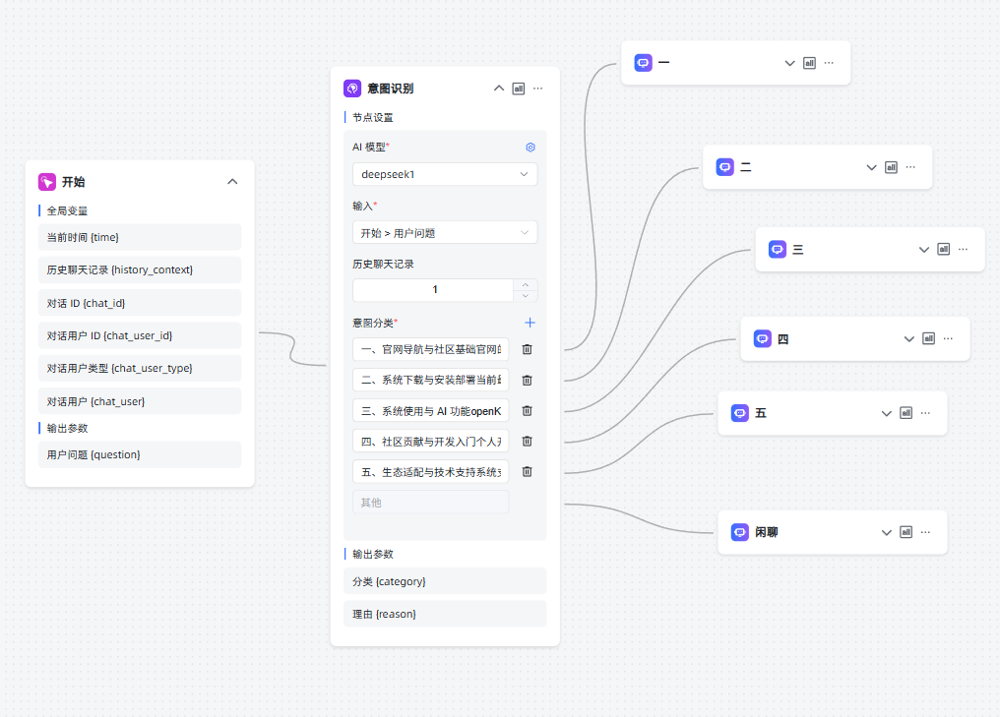 开始
全局变量
当前时间 {time}
历史聊天记录 {history_context}
对话 ID {chat_id}
对话用户 ID {chat_user_id}
对话用户类型 {chat_user_type}
对话用户 {chat_user}
输出参数
用户问题 {question}
意图识别
节点设置
AI 模型*
deepseek1
输入*
开始 > 用户问题
历史聊天记录
1
意图分类*
一、官网导航与社区基础官网的
二、系统下载与安装部署当前最
三、系统使用与 AI 功能openK
四、社区贡献与开发入门个人开
五、生态适配与技术支持系统支
其他
输出参数
分类 {category}
理由 {reason}
一
二
三
四
五
闲聊